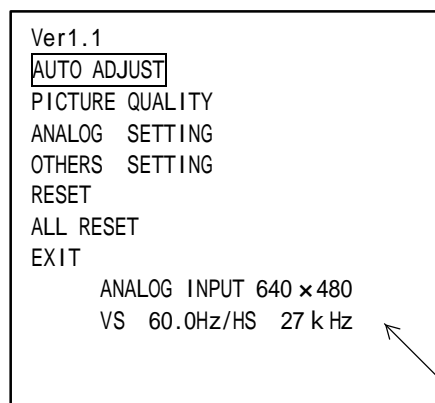 Ver1.1
AUTO ADJUST
PICTURE QUALITY
ANALOG SETTING
OTHERS SETTING
RESET
ALL RESET
EXIT
ANALOG INPUT 640×480
VS 60.0Hz/HS 27kHz